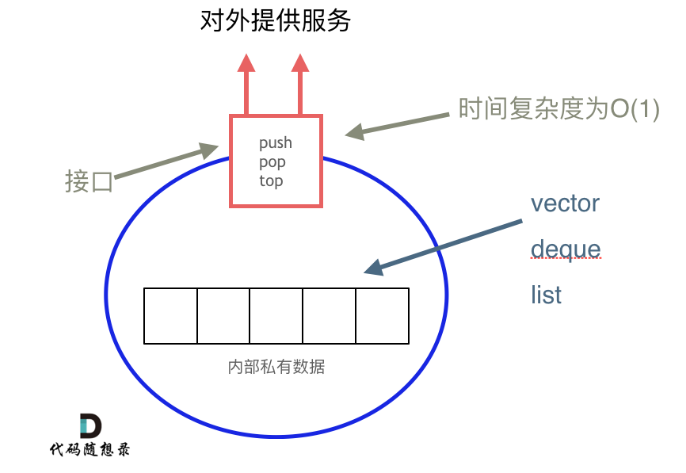 对外提供服务
时间复杂度为O(1)
push
pop
top
接口
vector
deque
list
内部私有数据
代码随想录